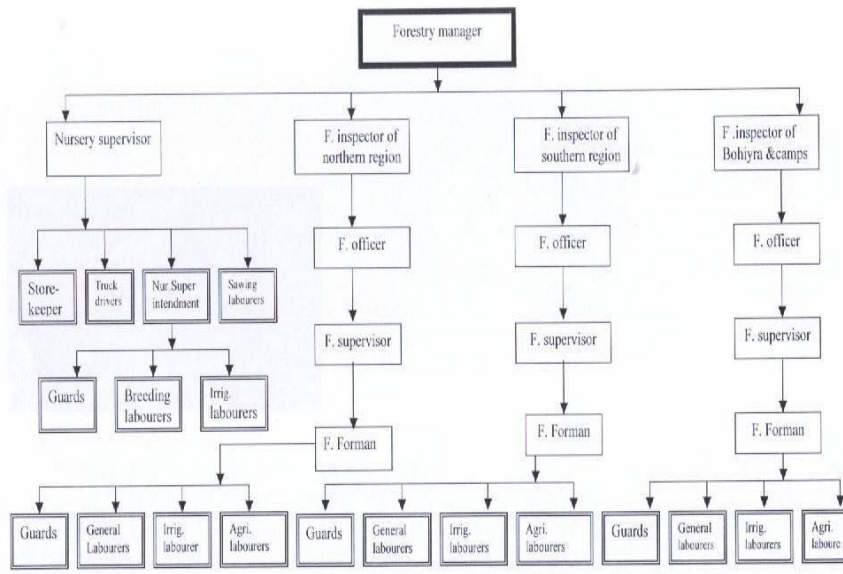 Forestry manager
Nursery supervisor
F. inspector of
northern region
F. inspector of
southern region
F .inspector of
Bohiyra &camps
F. officer
F. officer
F. officer
Store-
keeper
Truck
drivers
Nur.Super
intendment
Sawing
labourers
F. supervisor
F. supervisor
F. supervisor
Guards
Breeding
labourers
Irrig.
labourers
F. Forman
F. Forman
F. Forman
Guards
General
Labourers
Irrig.
labourer
Agri.
labourers
Guards
General
labourers
Irrig.
labourers
Agri.
labourers
Guards
General
labourers
Irrig.
labourers
Agri.
laboure